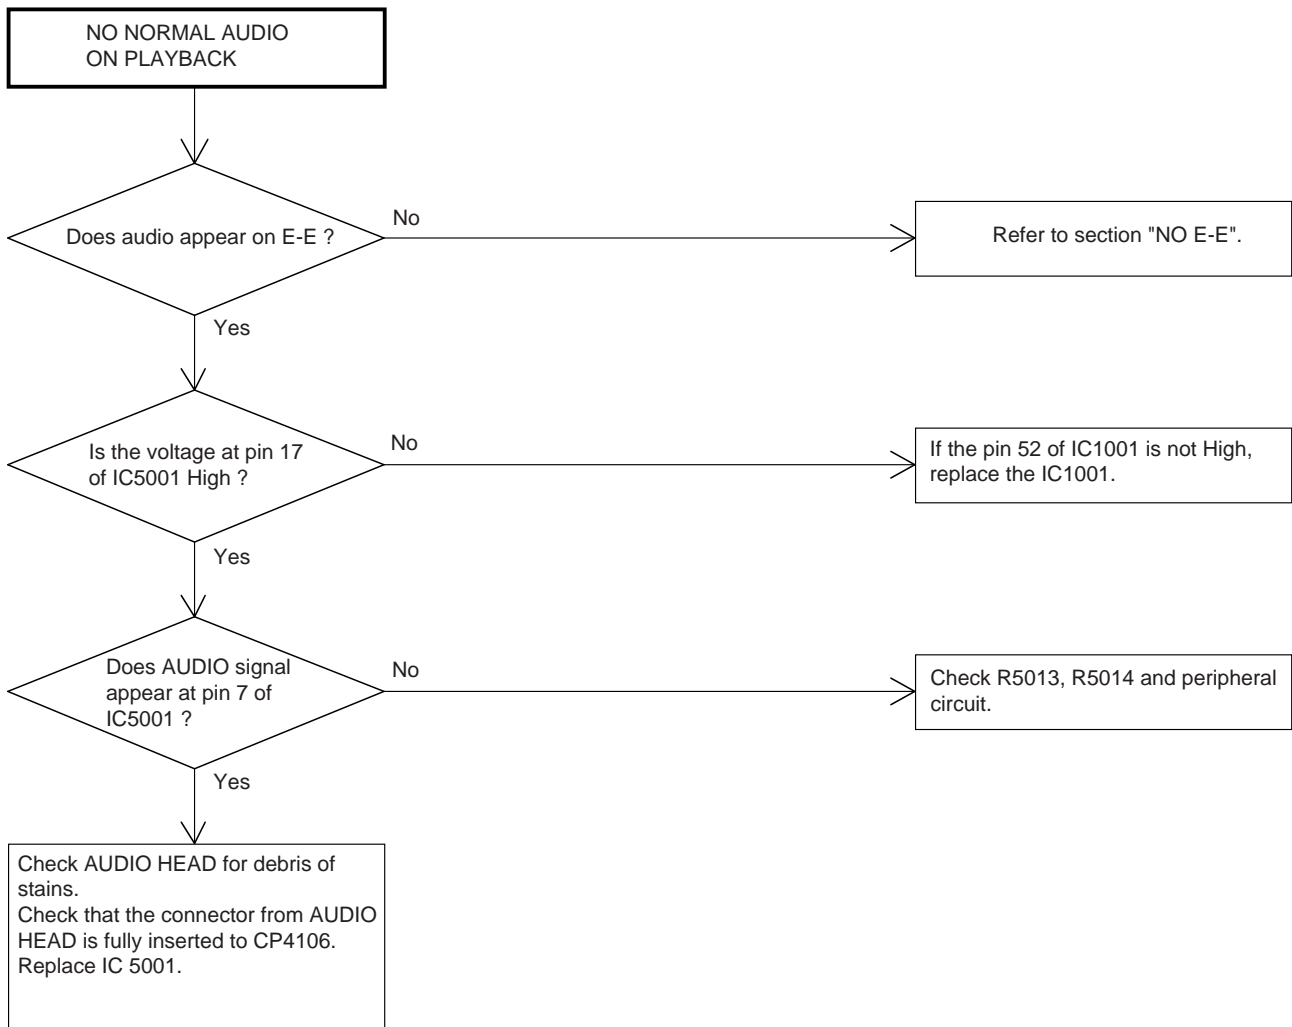 NO NORMAL AUDIO
ON PLAYBACK
Does audio appear on E-E ?
No
Refer to section "NO E-E".
Yes
Is the voltage at pin 17
of IC5001 High ?
No
If the pin 52 of IC1001 is not High,
replace the IC1001.
Yes
Does AUDIO signal
appear at pin 7 of
IC5001 ?
No
Check R5013, R5014 and peripheral
circuit.
Yes
Check AUDIO HEAD for debris of
stains.
Check that the connector from AUDIO
HEAD is fully inserted to CP4106.
Replace IC 5001.